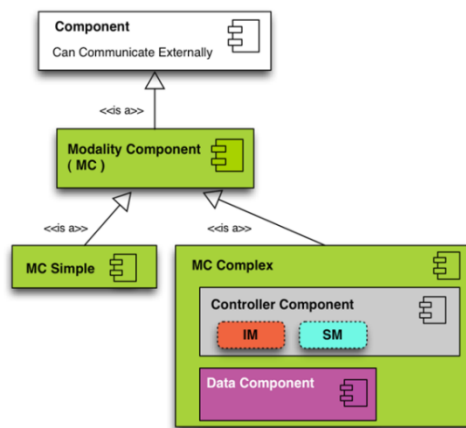 Component
Can Communicate Externally
<<is a>>
Modality Component
( MC )
<<is a>>
<<is a>>
MC Simple
MC Complex
Controller Component
IM
SM
Data Component